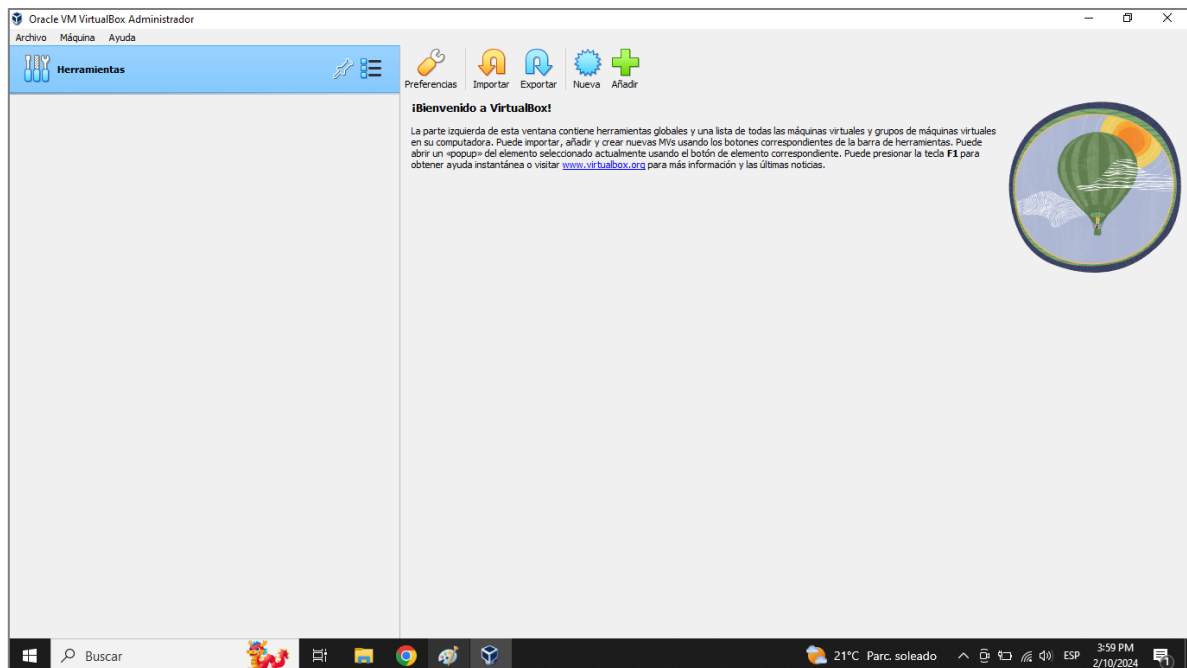 Oracle VM VirtualBox Administrador
Archivo Máquina Ayuda
Herramientas
Preferencias Importar Exportar Nueva Añadir
¡Bienvenido a VirtualBox!
La parte izquierda de esta ventana contiene herramientas globales y una lista de todas las máquinas virtuales y grupos de máquinas virtuales
en su computadora. Puede importar, añadir y crear nuevas MVs usando los botones correspondientes de la barra de herramientas. Puede
abrir un «popup» del elemento seleccionado actualmente usando el botón de elemento correspondiente. Puede presionar la tecla F1 para
obtener ayuda instantánea o visitar www.virtualbox.org para más información y las últimas noticias.
Buscar
21°C Parc. soleado
ESP
3:59 PM
2/10/2024
1